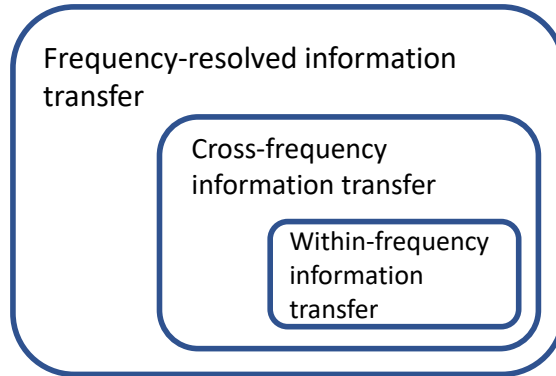 Frequency-resolved information
transfer
Cross-frequency
information transfer
Within-frequency
information
transfer